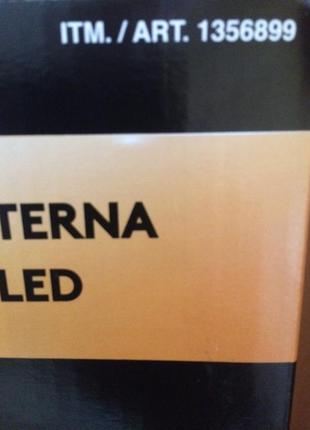 ITM. / ART. 1356899
TERNA
LED